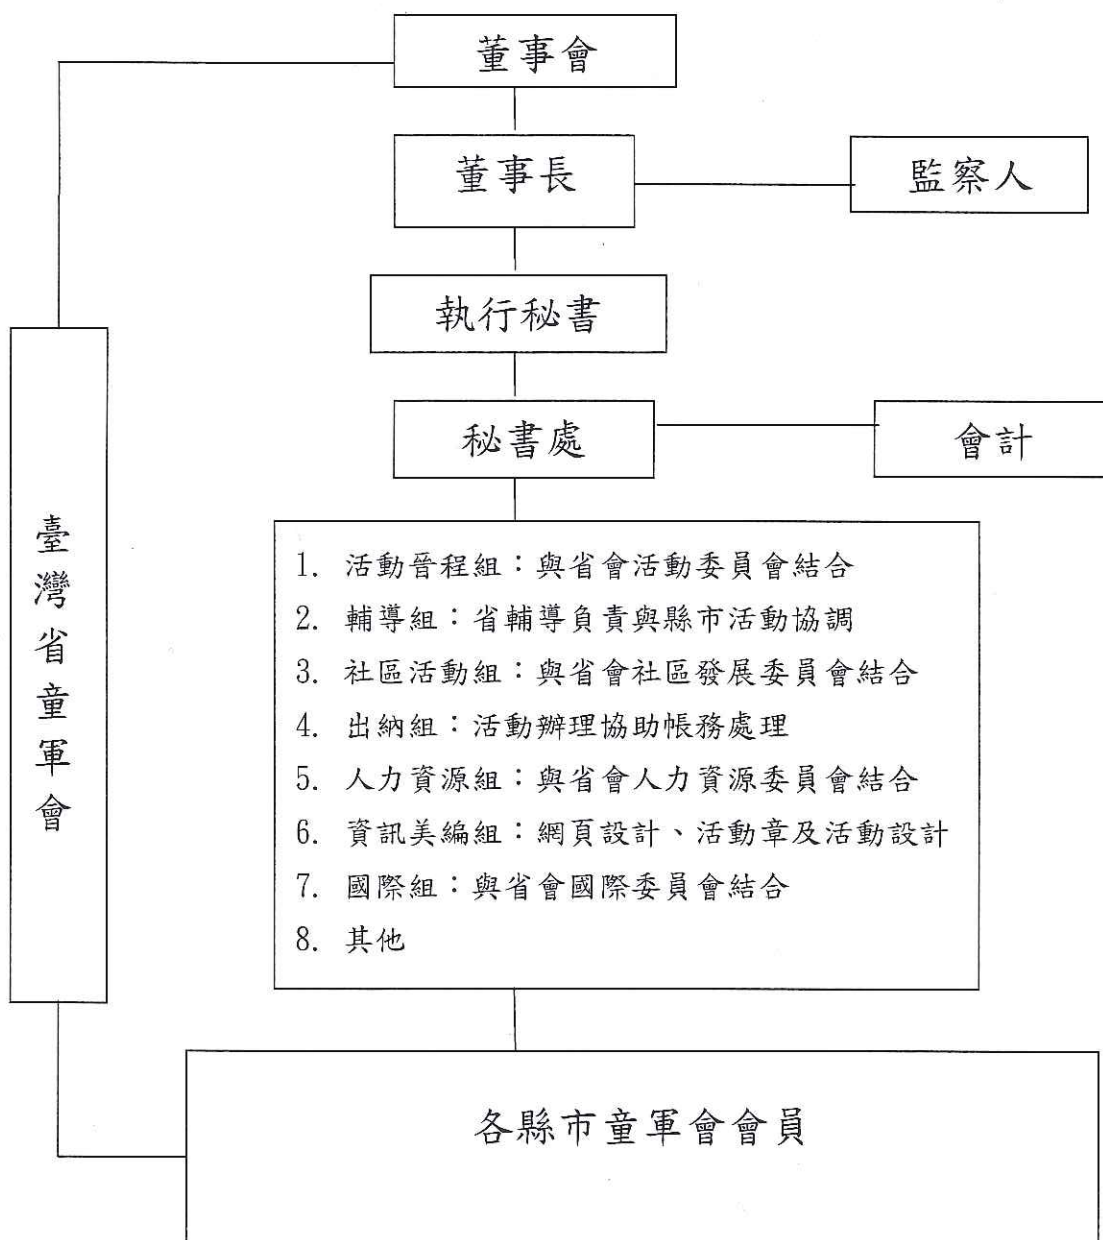 董事會
董事長
監察人
執行秘書
秘書處
會計
臺灣省童軍會
1. 活動晉程組：與省會活動委員會結合
2. 輔導組：省輔導負責與縣市活動協調
3. 社區活動組：與省會社區發展委員會結合
4. 出納組：活動辦理協助帳務處理
5. 人力資源組：與省會人力資源委員會結合
6. 資訊美編組：網頁設計、活動章及活動設計
7. 國際組：與省會國際委員會結合
8. 其他
各縣市童軍會會員